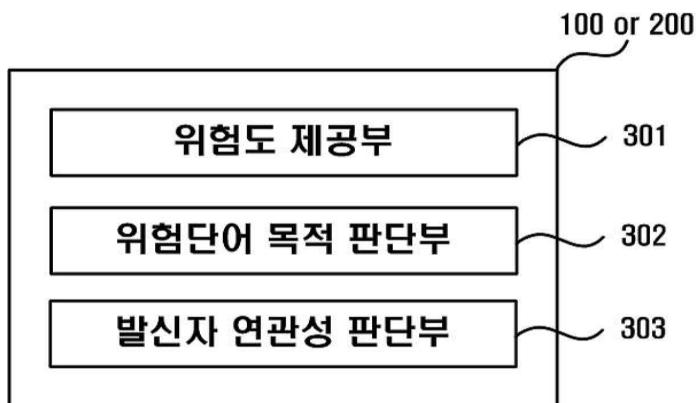 100 or 200
위험도 제공부
301
위험단어 목적 판단부
302
발신자 연관성 판단부
303